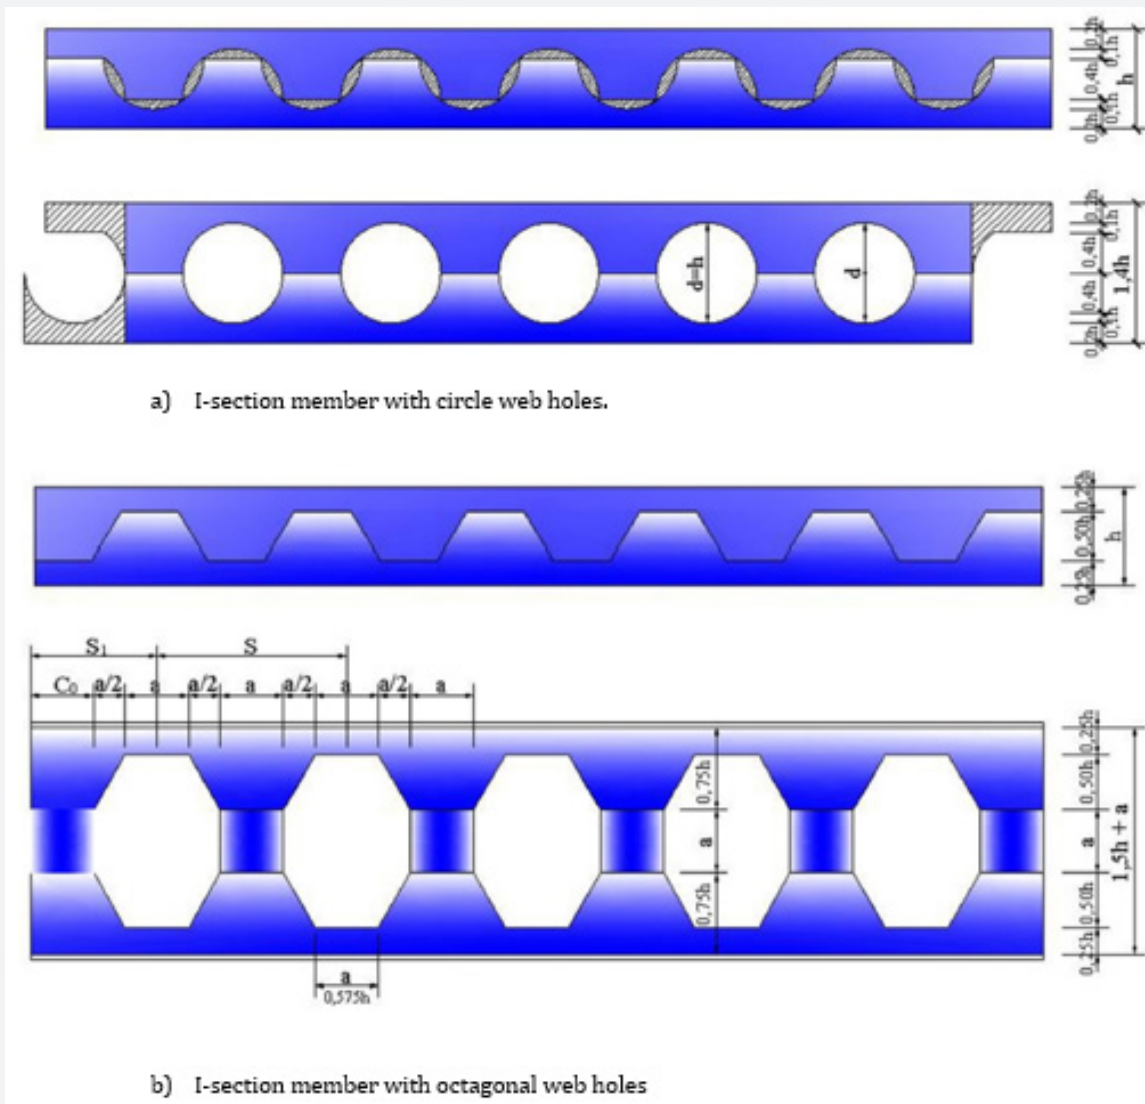 0,2h
0,1h
0,4h
0,1h
0,2h
h
0,2h
0,1h
0,4h
0,4h
0,1h
0,2h
1,4h
d=h
d
a) I-section member with circle web holes.
0,25h
0,50h
0,25h
h
S1 S
C0 a/2 a a/2 a a/2 a a/2 a
0,25h
0,50h
a
0,50h
0,25h
1,5h + a
0,75h
a
0,75h
a
0,575h
b) I-section member with octagonal web holes